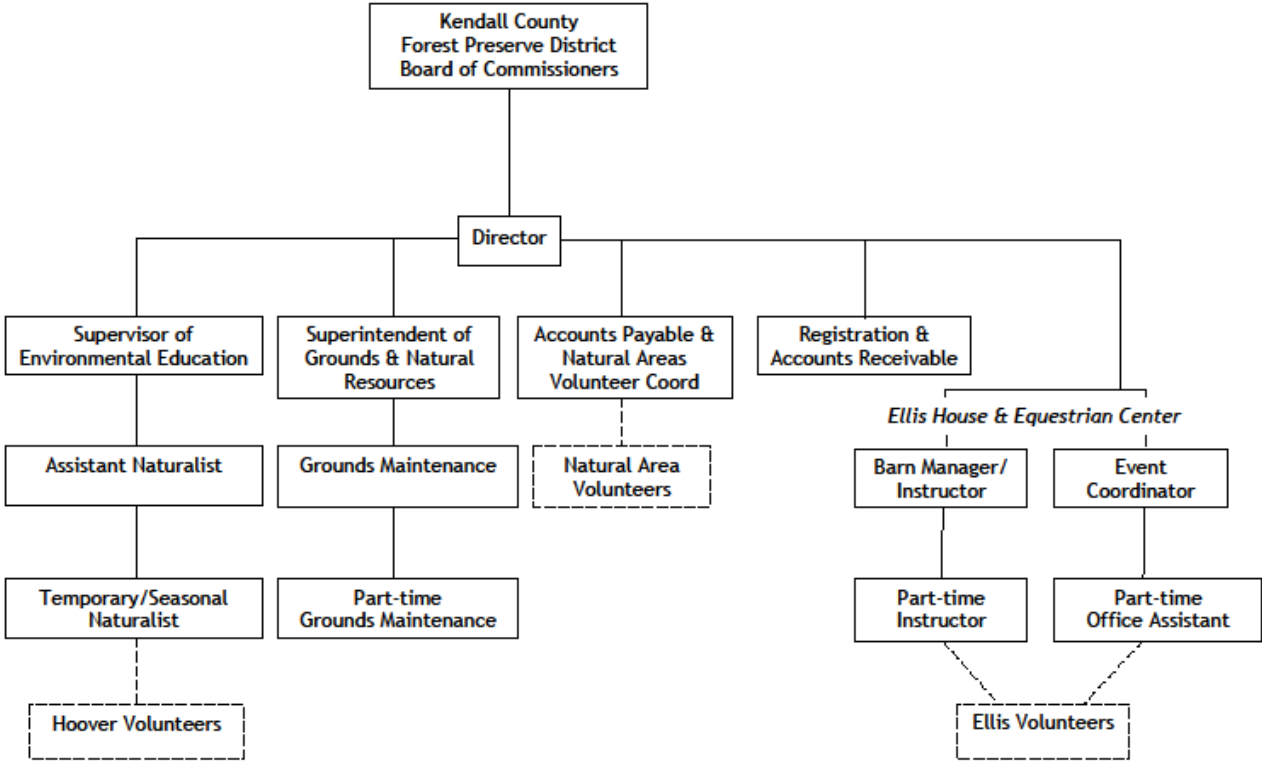 Kendall County
Forest Preserve District
Board of Commissioners
Director
Supervisor of
Environmental Education
Superintendent of
Grounds & Natural
Resources
Accounts Payable &
Natural Areas
Volunteer Coord
Registration &
Accounts Receivable
Ellis House & Equestrian Center
Assistant Naturalist
Grounds Maintenance
Natural Area
Volunteers
Barn Manager/
Instructor
Event
Coordinator
Temporary/Seasonal
Naturalist
Part-time
Grounds Maintenance
Part-time
Instructor
Part-time
Office Assistant
Hoover Volunteers
Ellis Volunteers